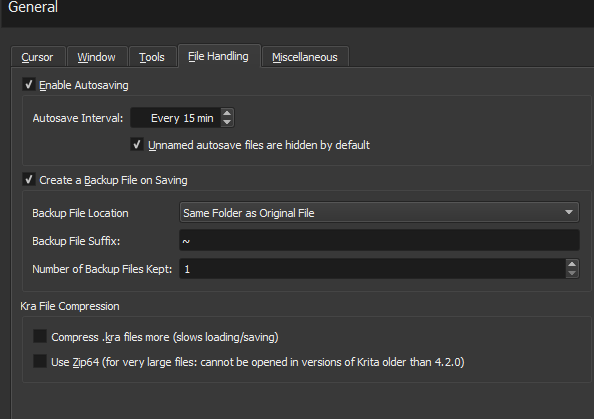 General
Cursor Window Tools File Handling Miscellaneous
Enable Autosaving
Autosave Interval: Every 15 min
Unnamed autosave files are hidden by default
Create a Backup File on Saving
Backup File Location Same Folder as Original File
Backup File Suffix: ~
Number of Backup Files Kept: 1
Kra File Compression
Compress .kra files more (slows loading/saving)
Use Zip64 (for very large files: cannot be opened in versions of Krita older than 4.2.0)